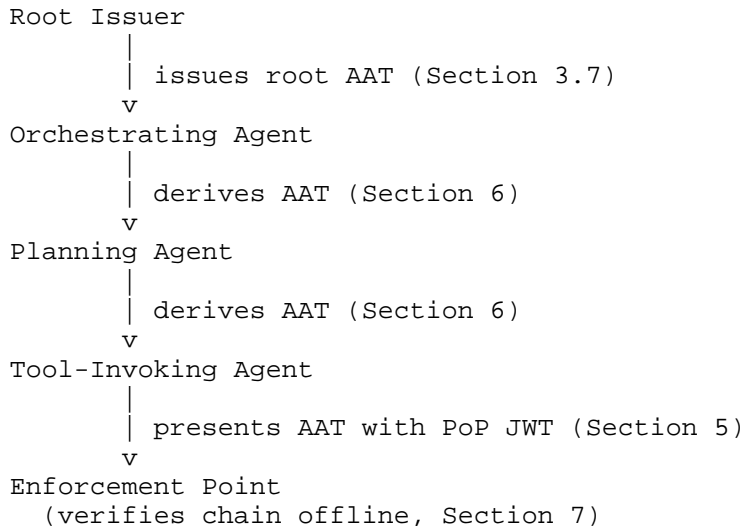 Root Issuer
|
| issues root AAT (Section 3.7)
v
Orchestrating Agent
|
| derives AAT (Section 6)
v
Planning Agent
|
| derives AAT (Section 6)
v
Tool-Invoking Agent
|
| presents AAT with PoP JWT (Section 5)
v
Enforcement Point
(verifies chain offline, Section 7)